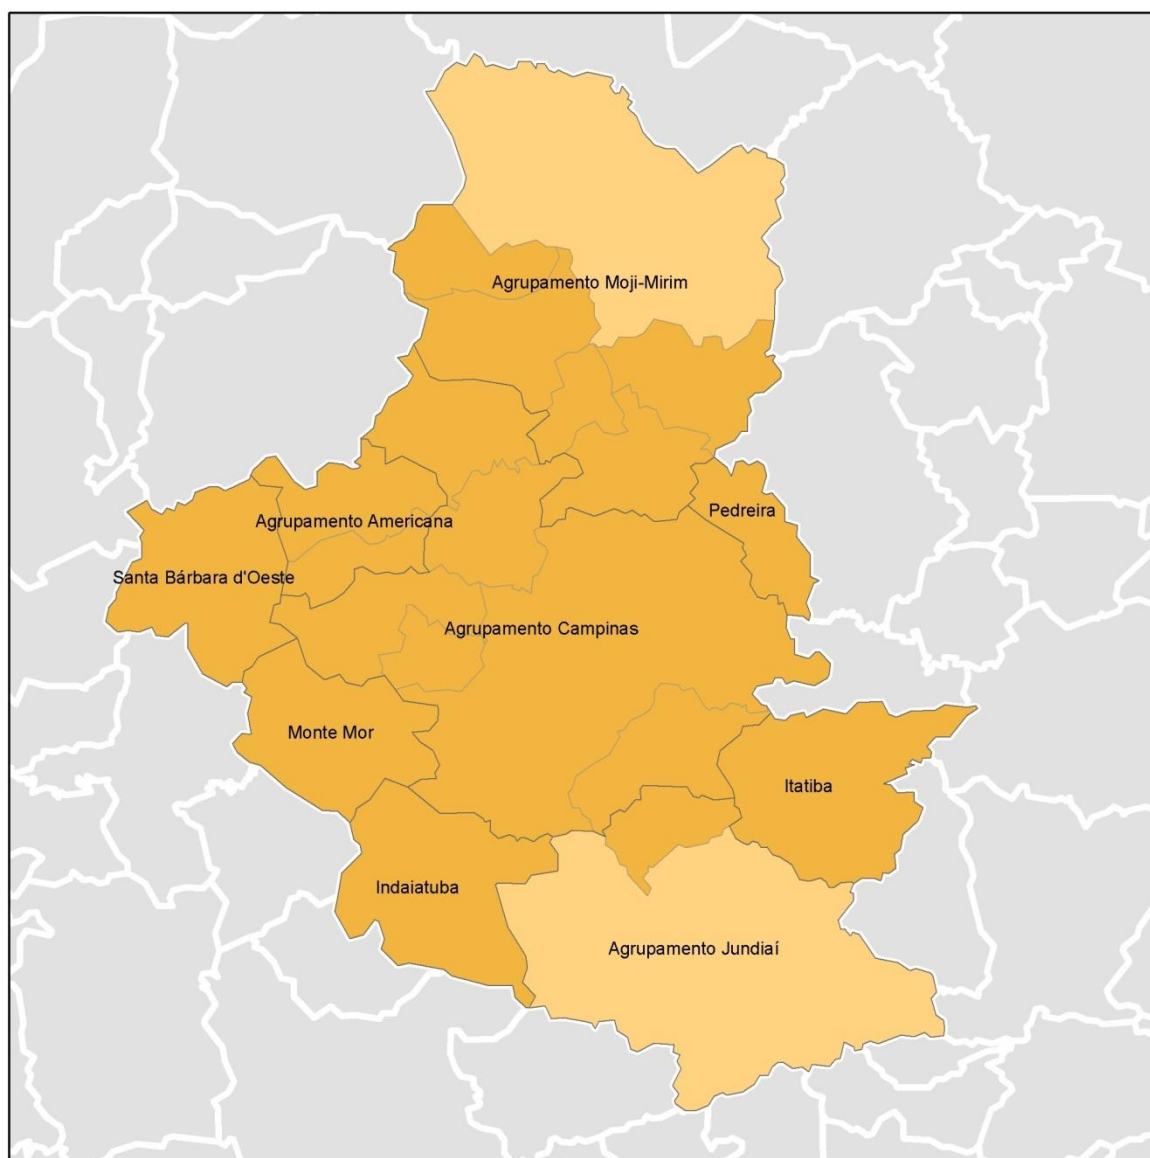 Agrupamento Moji-Mirim
Pedreira
Agrupamento Americana
Santa Bárbara d'Oeste
Agrupamento Campinas
Monte Mor
Itatiba
Indaiatuba
Agrupamento Jundiaí